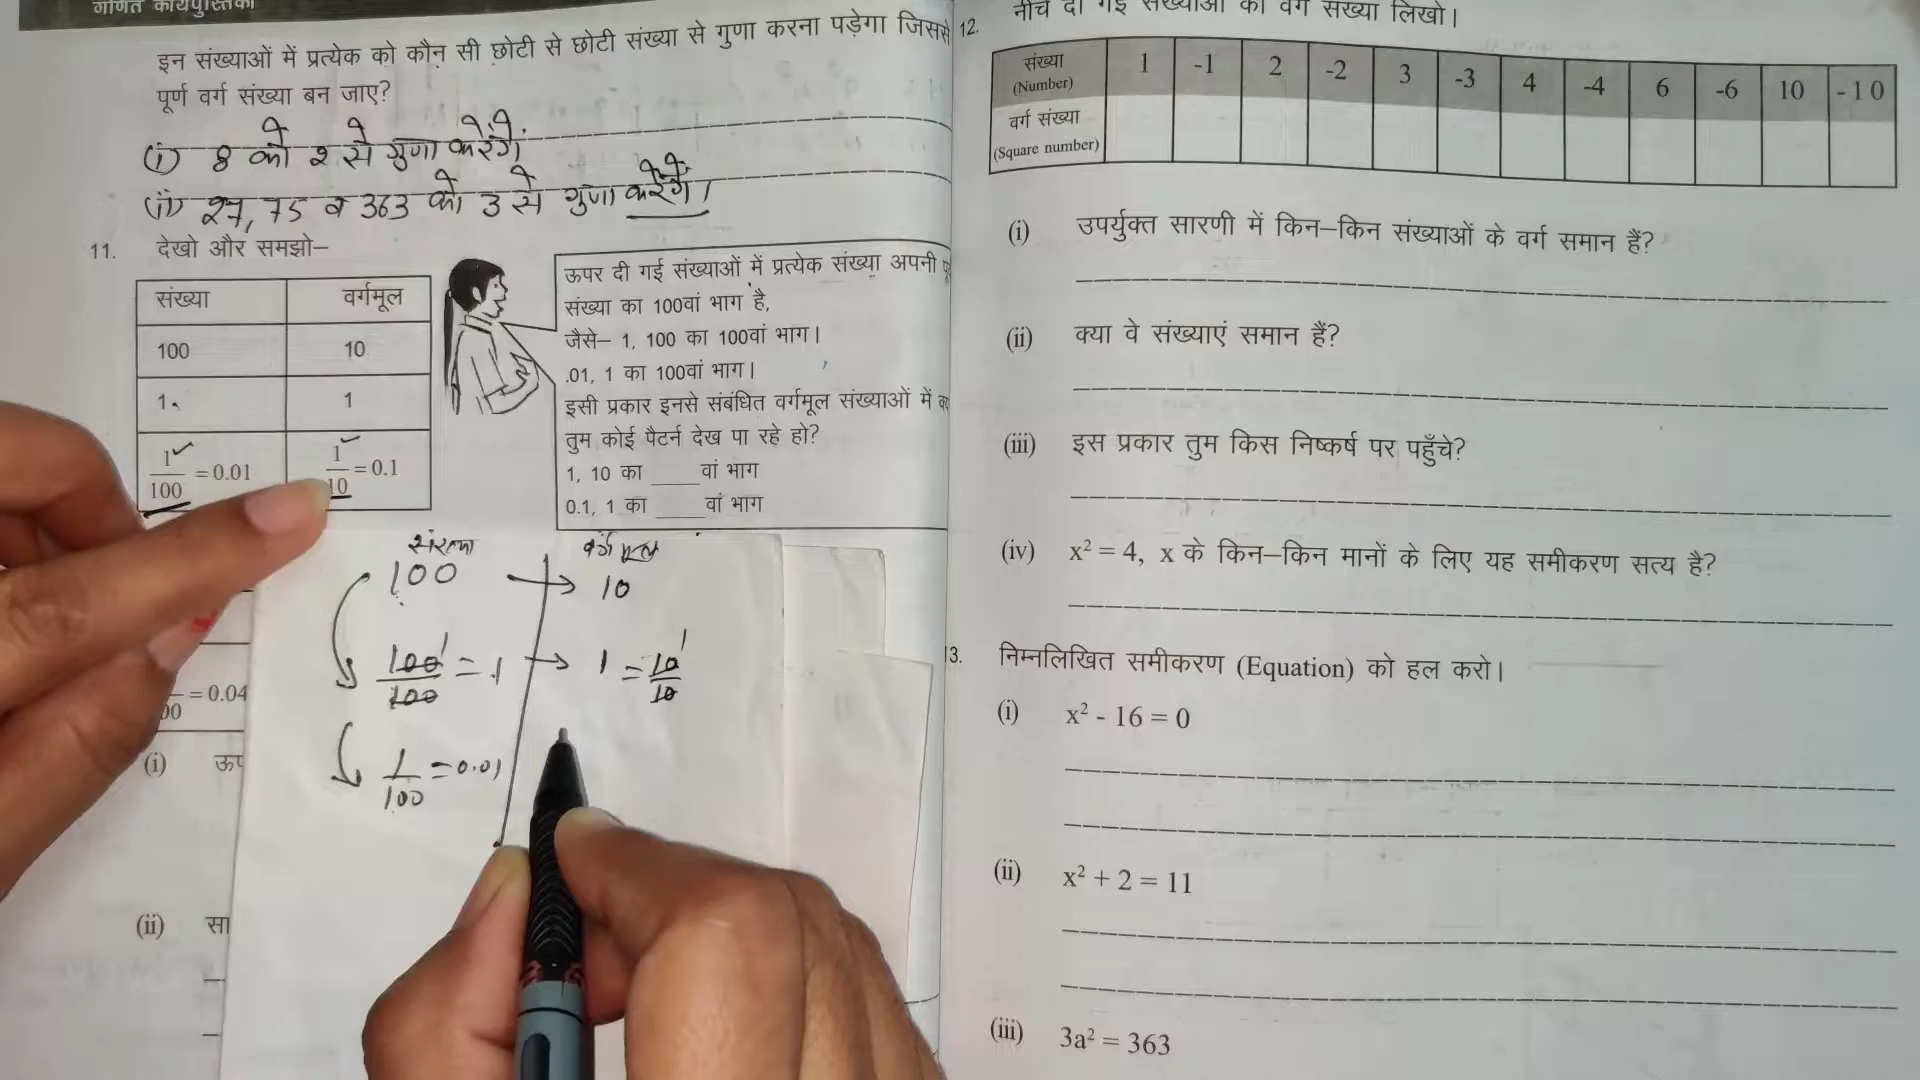 गणित कार्यपुस्तिका
इन संख्याओं में प्रत्येक को कौन सी छोटी से छोटी संख्या से गुणा करना पड़ेगा जिससे
पूर्ण वर्ग संख्या बन जाए?
(i) 8 को 2 से गुणा करेंगे
(ii) 27, 75 व 363 को 3 से गुणा करेंगे।
11. देखो और समझो–
संख्या वर्गमूल
100 10
1 1
1/100 = 0.01 1/10 = 0.1
ऊपर दी गई संख्याओं में प्रत्येक संख्या अपनी
संख्या का 100वां भाग है,
जैसे– 1, 100 का 100वां भाग।
.01, 1 का 100वां भाग।
इसी प्रकार इनसे संबंधित वर्गमूल संख्याओं में
तुम कोई पैटर्न देख पा रहे हो?
1, 10 का ____ वां भाग
0.1, 1 का ____ वां भाग
संख्या वर्गमूल
100 → 10
100/100 = 1 → 1 = 10/10
1/100 = 0.01
= 0.04
(i)
(ii)
12. नीचे दी गई संख्याओं की वर्ग संख्या लिखो।
संख्या (Number) 1 -1 2 -2 3 -3 4 -4 6 -6 10 -10
वर्ग संख्या (Square number)
(i) उपर्युक्त सारणी में किन–किन संख्याओं के वर्ग समान हैं?
(ii) क्या वे संख्याएं समान हैं?
(iii) इस प्रकार तुम किस निष्कर्ष पर पहुँचे?
(iv) x² = 4, x के किन–किन मानों के लिए यह समीकरण सत्य है?
13. निम्नलिखित समीकरण (Equation) को हल करो।
(i) x² - 16 = 0
(ii) x² + 2 = 11
(iii) 3a² = 363